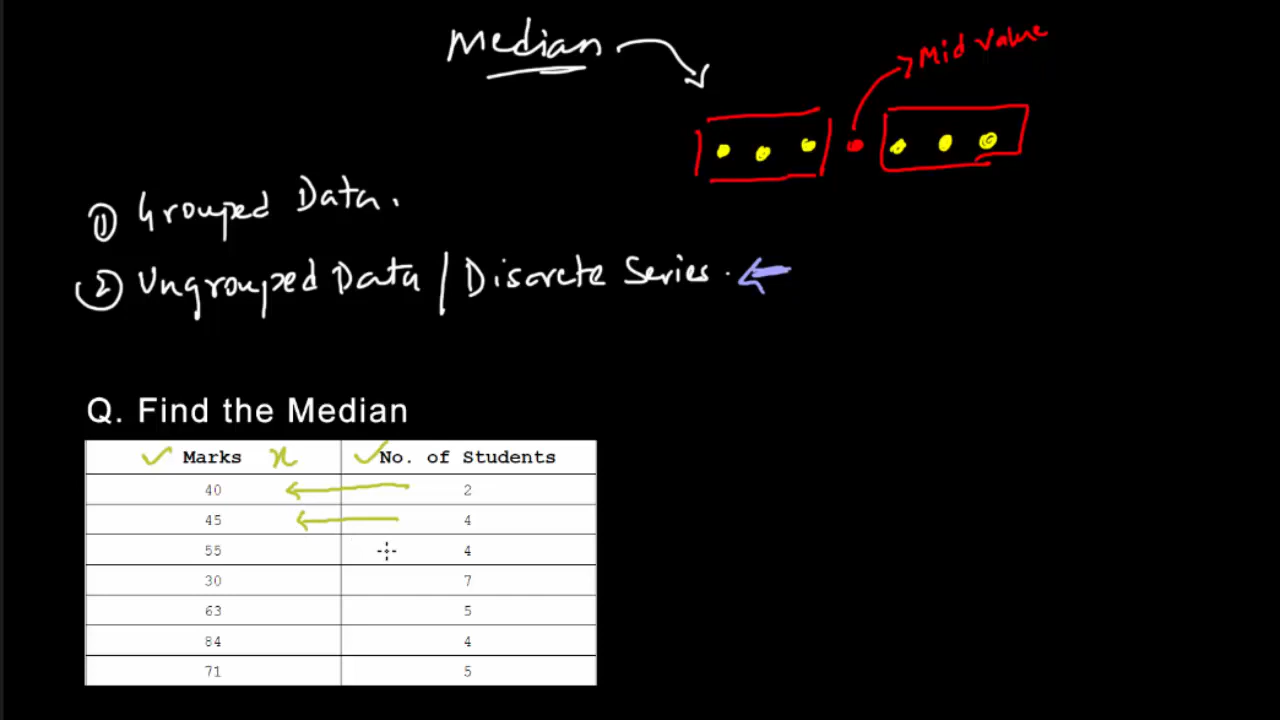 Median
Mid Value
① Grouped Data.
② Ungrouped Data / Discrete Series.
Q. Find the Median
Marks x No. of Students
40 2
45 4
55 4
30 7
63 5
84 4
71 5